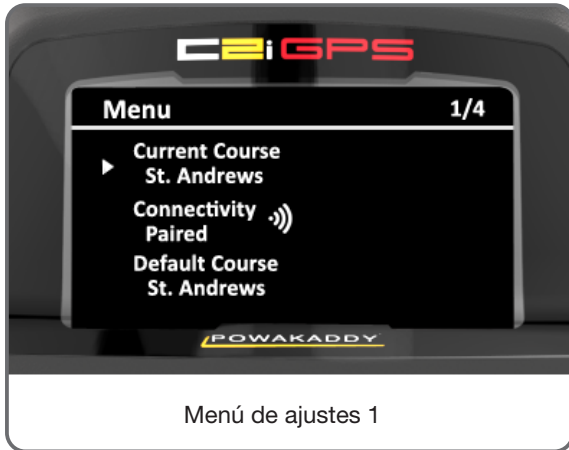 C2i GPS
Menu 1/4
Current Course
St. Andrews
Connectivity
Paired
Default Course
St. Andrews
POWAKADDY
Menú de ajustes 1